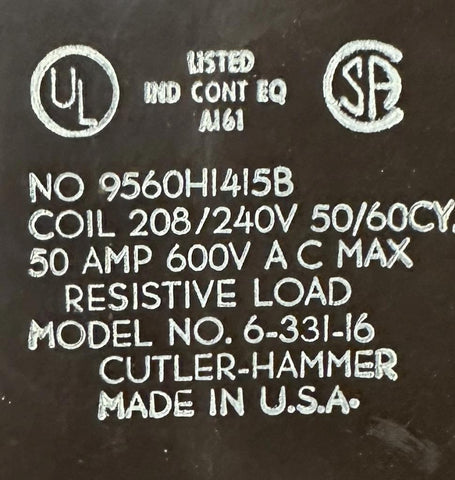 UL
LISTED
IND CONT EQ
A161
SA
NO 9560H1415B
COIL 208/240V 50/60CY.
50 AMP 600V A C MAX
RESISTIVE LOAD
MODEL NO. 6-331-16
CUTLER-HAMMER
MADE IN U.S.A.